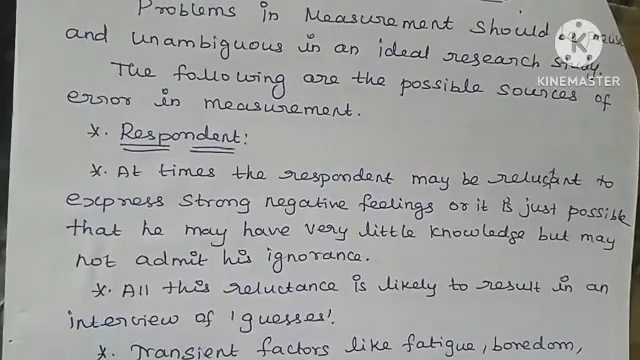 Problems in Measurement should be precise
and unambiguous in an ideal research study.
The following are the possible sources of
error in measurement.
*. Respondent:
*. At times the respondent may be reluctant to
express strong negative feelings or it is just possible
that he may have very little knowledge but may
not admit his ignorance.
*. All this reluctance is likely to result in an
interview of 'guesses'.
*. Transient factors like fatigue, boredom,
KINEMASTER